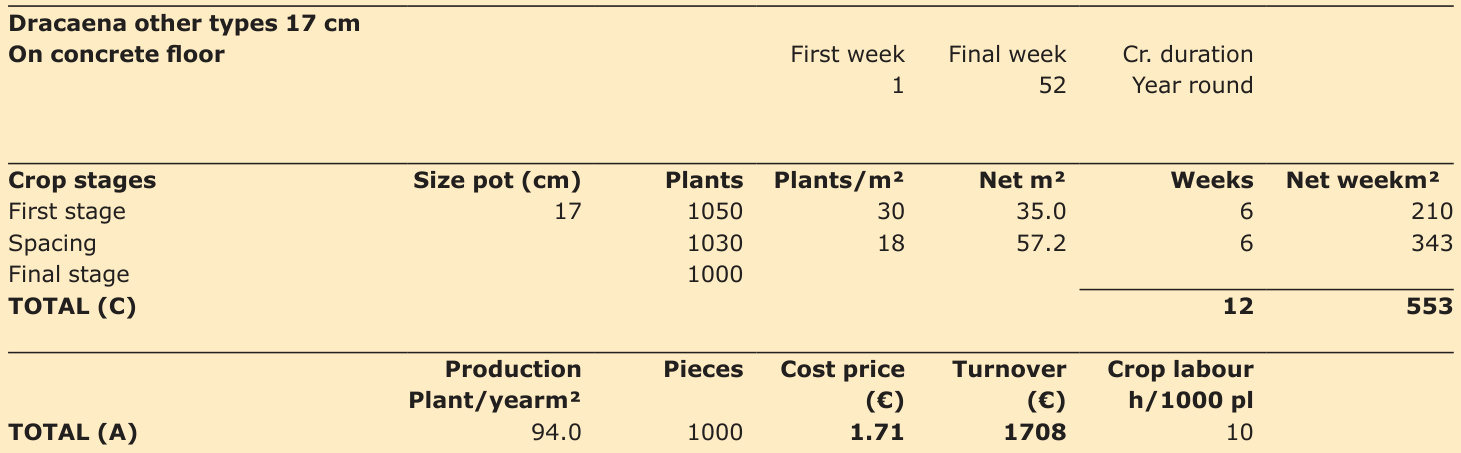 Dracaena other types 17 cm
On concrete floor First week Final week Cr. duration
1 52 Year round
Crop stages Size pot (cm) Plants Plants/m² Net m² Weeks Net weekm²
First stage 17 1050 30 35.0 6 210
Spacing 1030 18 57.2 6 343
Final stage 1000
TOTAL (C) 12 553
Production Pieces Cost price Turnover Crop labour
Plant/yearm² (€) (€) h/1000 pl
TOTAL (A) 94.0 1000 1.71 1708 10